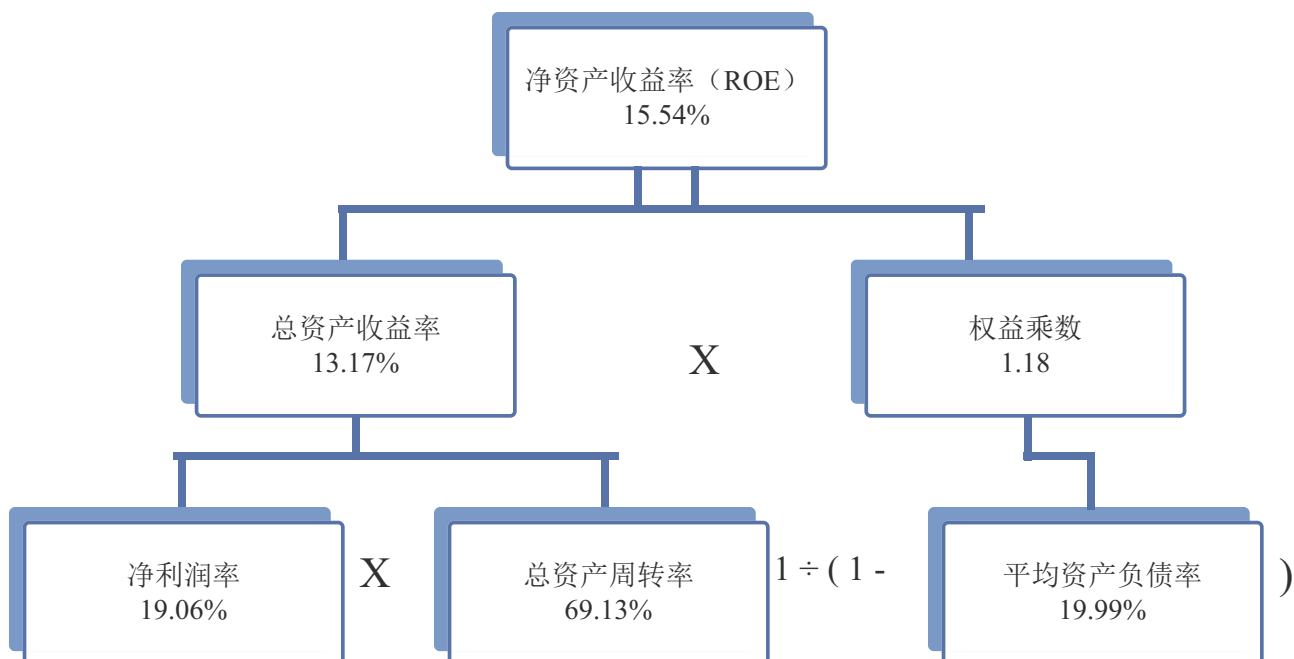 净资产收益率（ROE）
15.54%
总资产收益率
13.17%
X
权益乘数
1.18
净利润率
19.06%
X
总资产周转率
69.13%
1 ÷ ( 1 -
平均资产负债率
19.99%
)